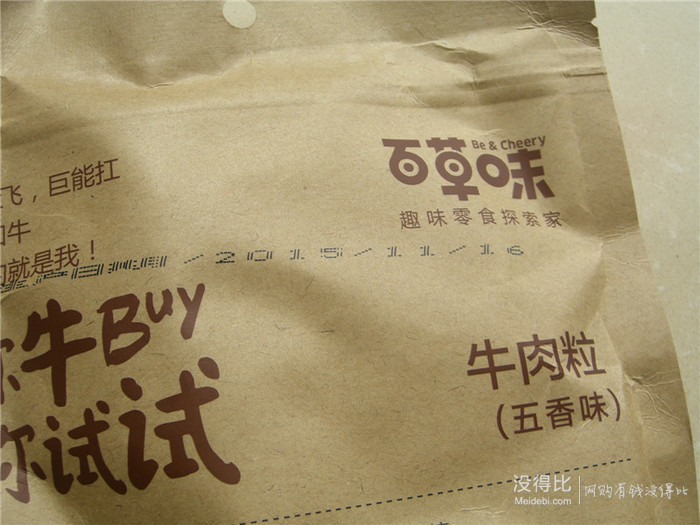 百草味
Be & Cheery
趣味零食探索家
飞，巨能扛
牛
就是我！
/2015/11/16
牛Buy
你试试
牛肉粒
（五香味）
没得比
Meidebi.com
网购有钱没得比